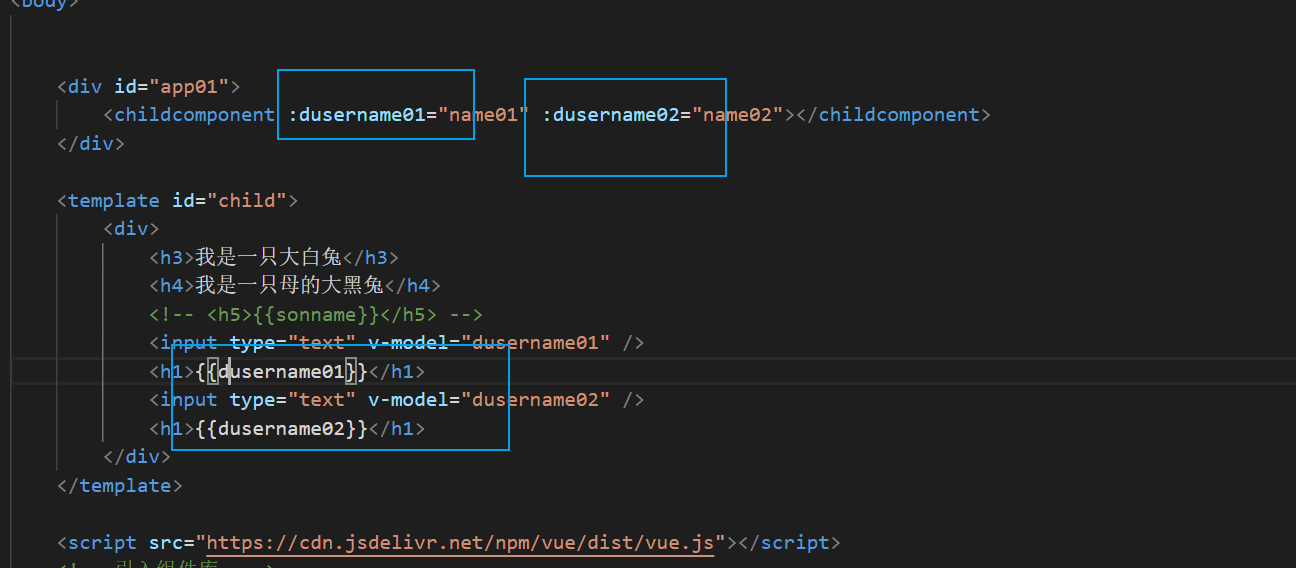 <body>
<div id="app01">
<childcomponent :dusername01="name01" :dusername02="name02"></childcomponent>
</div>
<template id="child">
<div>
<h3>我是一只大白兔</h3>
<h4>我是一只母的大黑兔</h4>
<!-- <h5>{{sonname}}</h5> -->
<input type="text" v-model="dusername01" />
<h1>{{dusername01}}</h1>
<input type="text" v-model="dusername02" />
<h1>{{dusername02}}</h1>
</div>
</template>
<script src="https://cdn.jsdelivr.net/npm/vue/dist/vue.js"></script>
<!-- 引入组件库 -->